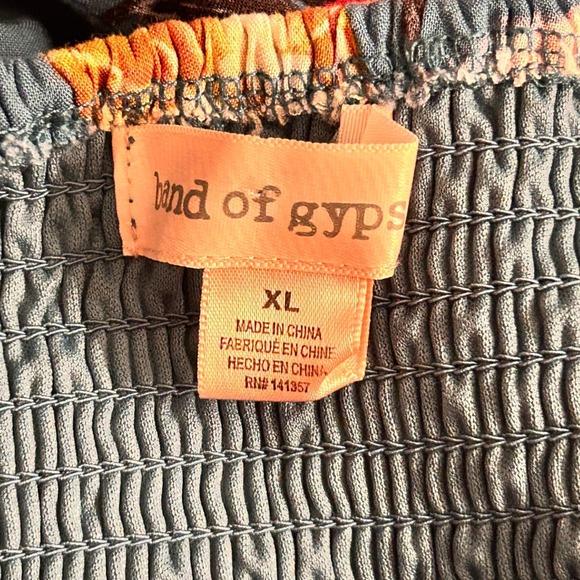 band of gyps
XL
MADE IN CHINA
FABRIQUÉ EN CHINE
HECHO EN CHINA
RN# 141357